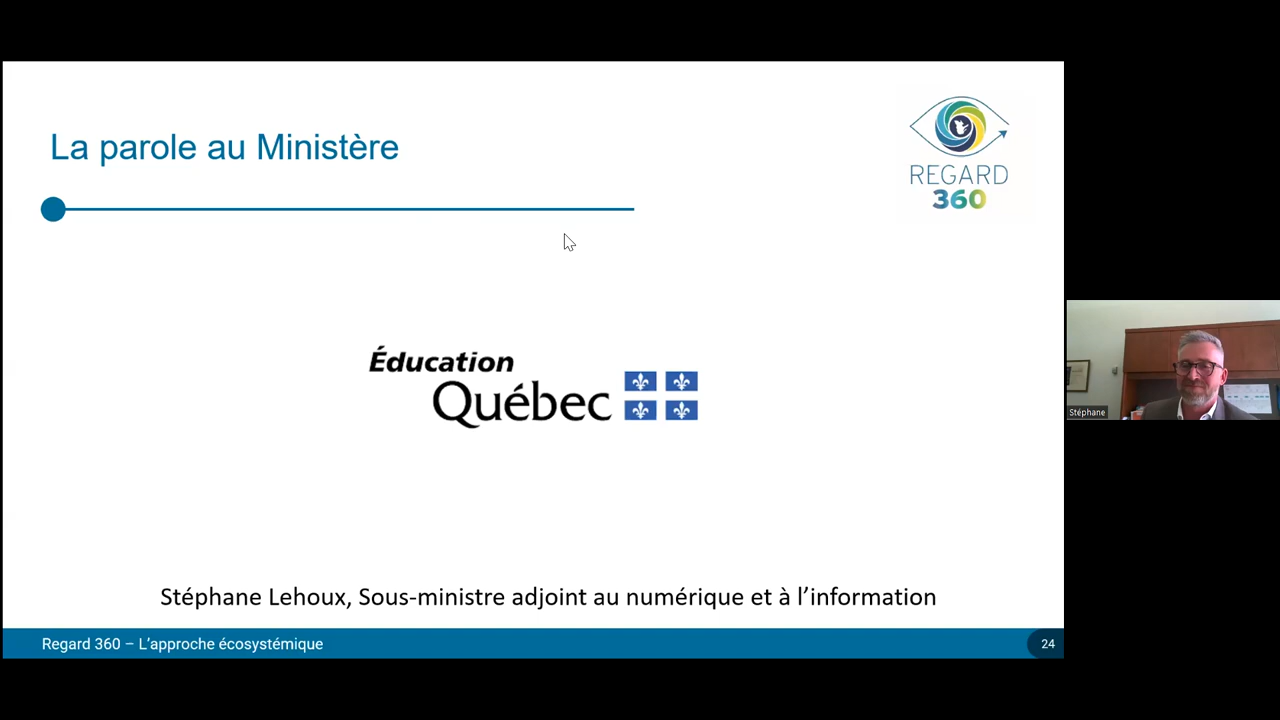 La parole au Ministère
REGARD
360
Éducation
Québec
Stéphane
Stéphane Lehoux, Sous-ministre adjoint au numérique et à l’information
Regard 360 – L’approche écosystémique
24